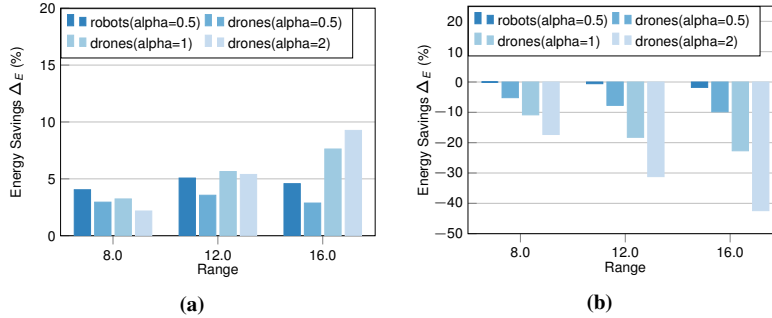 (a)
robots(alpha=0.5) drones(alpha=0.5)
drones(alpha=1) drones(alpha=2)
Energy Savings Δ_E (%)
20
15
10
5
0
8.0 12.0 16.0
Range
(a)
(b)
robots(alpha=0.5) drones(alpha=0.5)
drones(alpha=1) drones(alpha=2)
Energy Savings Δ_E (%)
20
10
0
−10
−20
−30
−40
−50
8.0 12.0 16.0
Range
(b)